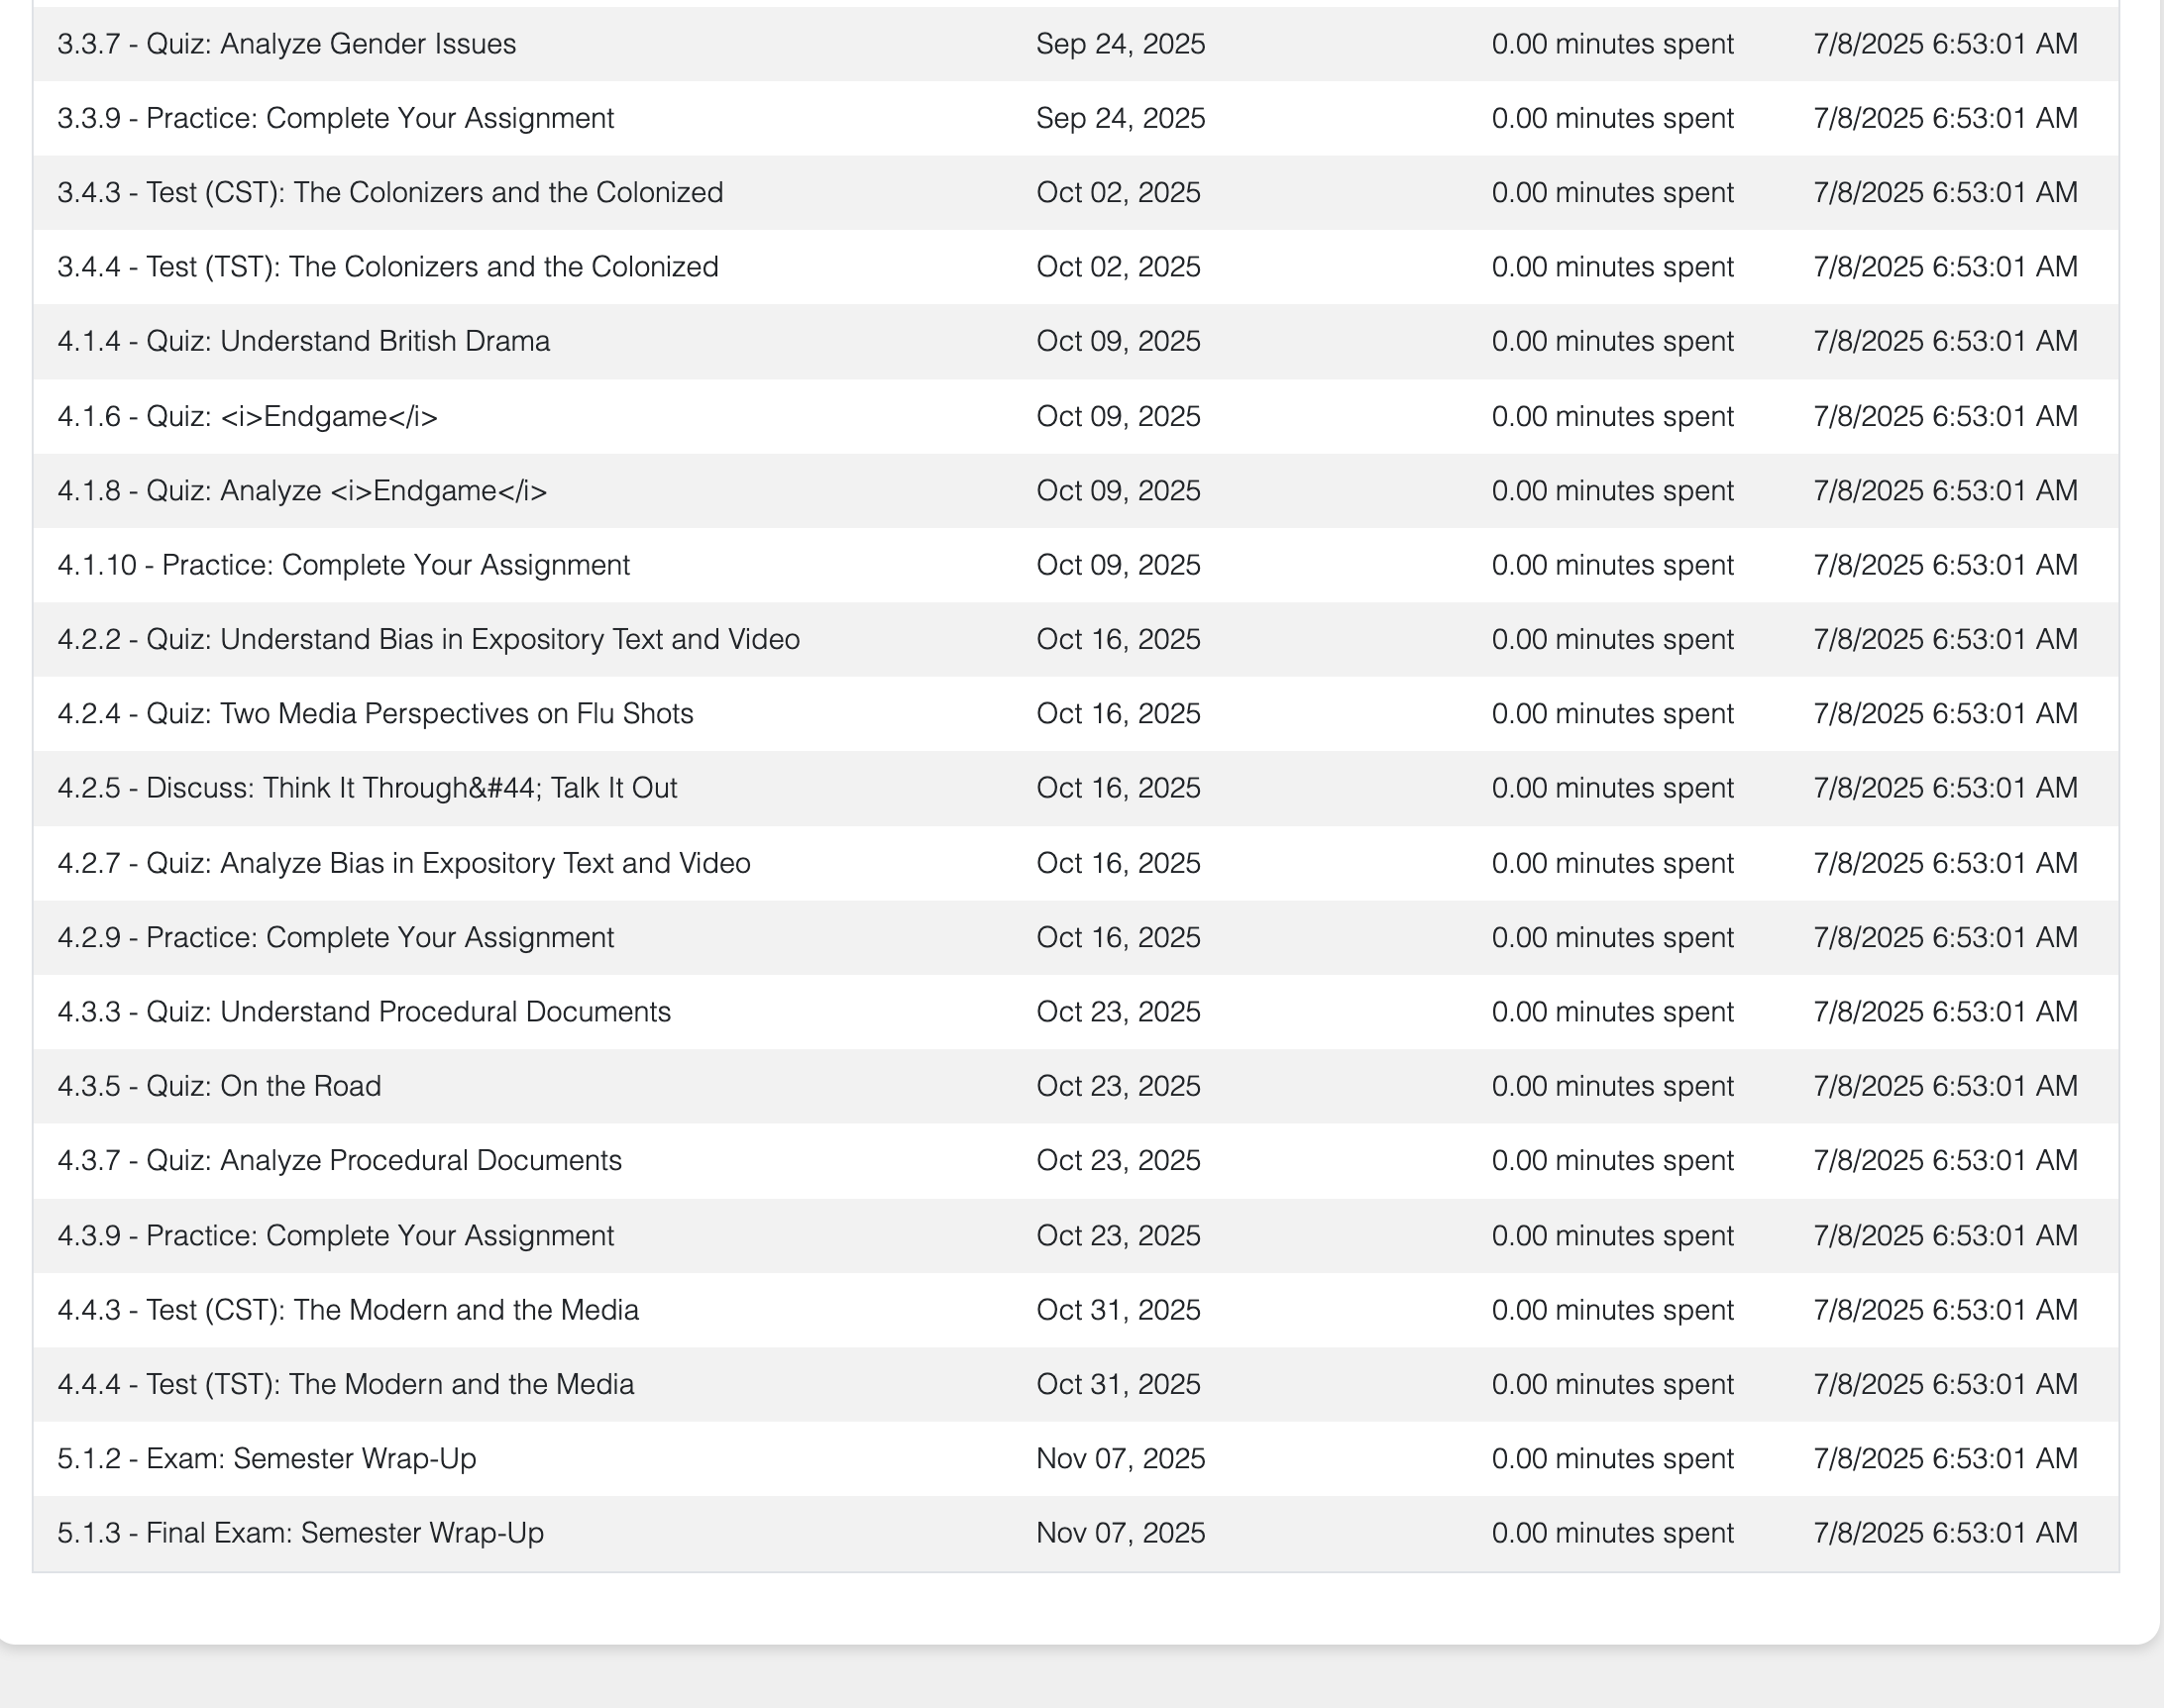 3.3.7 - Quiz: Analyze Gender Issues Sep 24, 2025 0.00 minutes spent 7/8/2025 6:53:01 AM
3.3.9 - Practice: Complete Your Assignment Sep 24, 2025 0.00 minutes spent 7/8/2025 6:53:01 AM
3.4.3 - Test (CST): The Colonizers and the Colonized Oct 02, 2025 0.00 minutes spent 7/8/2025 6:53:01 AM
3.4.4 - Test (TST): The Colonizers and the Colonized Oct 02, 2025 0.00 minutes spent 7/8/2025 6:53:01 AM
4.1.4 - Quiz: Understand British Drama Oct 09, 2025 0.00 minutes spent 7/8/2025 6:53:01 AM
4.1.6 - Quiz: <i>Endgame</i> Oct 09, 2025 0.00 minutes spent 7/8/2025 6:53:01 AM
4.1.8 - Quiz: Analyze <i>Endgame</i> Oct 09, 2025 0.00 minutes spent 7/8/2025 6:53:01 AM
4.1.10 - Practice: Complete Your Assignment Oct 09, 2025 0.00 minutes spent 7/8/2025 6:53:01 AM
4.2.2 - Quiz: Understand Bias in Expository Text and Video Oct 16, 2025 0.00 minutes spent 7/8/2025 6:53:01 AM
4.2.4 - Quiz: Two Media Perspectives on Flu Shots Oct 16, 2025 0.00 minutes spent 7/8/2025 6:53:01 AM
4.2.5 - Discuss: Think It Through&#44; Talk It Out Oct 16, 2025 0.00 minutes spent 7/8/2025 6:53:01 AM
4.2.7 - Quiz: Analyze Bias in Expository Text and Video Oct 16, 2025 0.00 minutes spent 7/8/2025 6:53:01 AM
4.2.9 - Practice: Complete Your Assignment Oct 16, 2025 0.00 minutes spent 7/8/2025 6:53:01 AM
4.3.3 - Quiz: Understand Procedural Documents Oct 23, 2025 0.00 minutes spent 7/8/2025 6:53:01 AM
4.3.5 - Quiz: On the Road Oct 23, 2025 0.00 minutes spent 7/8/2025 6:53:01 AM
4.3.7 - Quiz: Analyze Procedural Documents Oct 23, 2025 0.00 minutes spent 7/8/2025 6:53:01 AM
4.3.9 - Practice: Complete Your Assignment Oct 23, 2025 0.00 minutes spent 7/8/2025 6:53:01 AM
4.4.3 - Test (CST): The Modern and the Media Oct 31, 2025 0.00 minutes spent 7/8/2025 6:53:01 AM
4.4.4 - Test (TST): The Modern and the Media Oct 31, 2025 0.00 minutes spent 7/8/2025 6:53:01 AM
5.1.2 - Exam: Semester Wrap-Up Nov 07, 2025 0.00 minutes spent 7/8/2025 6:53:01 AM
5.1.3 - Final Exam: Semester Wrap-Up Nov 07, 2025 0.00 minutes spent 7/8/2025 6:53:01 AM